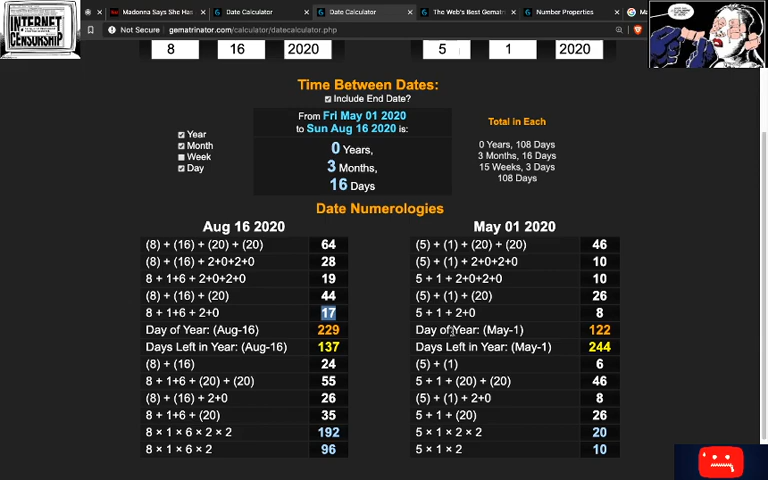 INTERNET
CENSORSHIP
Madonna Says She Has
Date Calculator
Date Calculator
The Web's Best Gemat
Number Properties
Not Secure
gematrinator.com/calculator/datecalculator.php
8
16
2020
5
1
2020
Time Between Dates:
Include End Date?
Year
Month
Week
Day
From Fri May 01 2020
to Sun Aug 16 2020 is:
0 Years,
3 Months,
16 Days
Total in Each
0 Years, 108 Days
3 Months, 16 Days
15 Weeks, 3 Days
108 Days
Date Numerologies
Aug 16 2020
(8) + (16) + (20) + (20) 64
(8) + (16) + 2+0+2+0 28
8 + 1+6 + 2+0+2+0 19
(8) + (16) + (20) 44
8 + 1+6 + 2+0 17
Day of Year: (Aug-16) 229
Days Left in Year: (Aug-16) 137
(8) + (16) 24
8 + 1+6 + (20) + (20) 55
(8) + (16) + 2+0 26
8 + 1+6 + (20) 35
8 × 1 × 6 × 2 × 2 192
8 × 1 × 6 × 2 96
May 01 2020
(5) + (1) + (20) + (20) 46
(5) + (1) + 2+0+2+0 10
5 + 1 + 2+0+2+0 10
(5) + (1) + (20) 26
5 + 1 + 2+0 8
Day of Year: (May-1) 122
Days Left in Year: (May-1) 244
(5) + (1) 6
5 + 1 + (20) + (20) 46
(5) + (1) + 2+0 8
5 + 1 + (20) 26
5 × 1 × 2 × 2 20
5 × 1 × 2 10